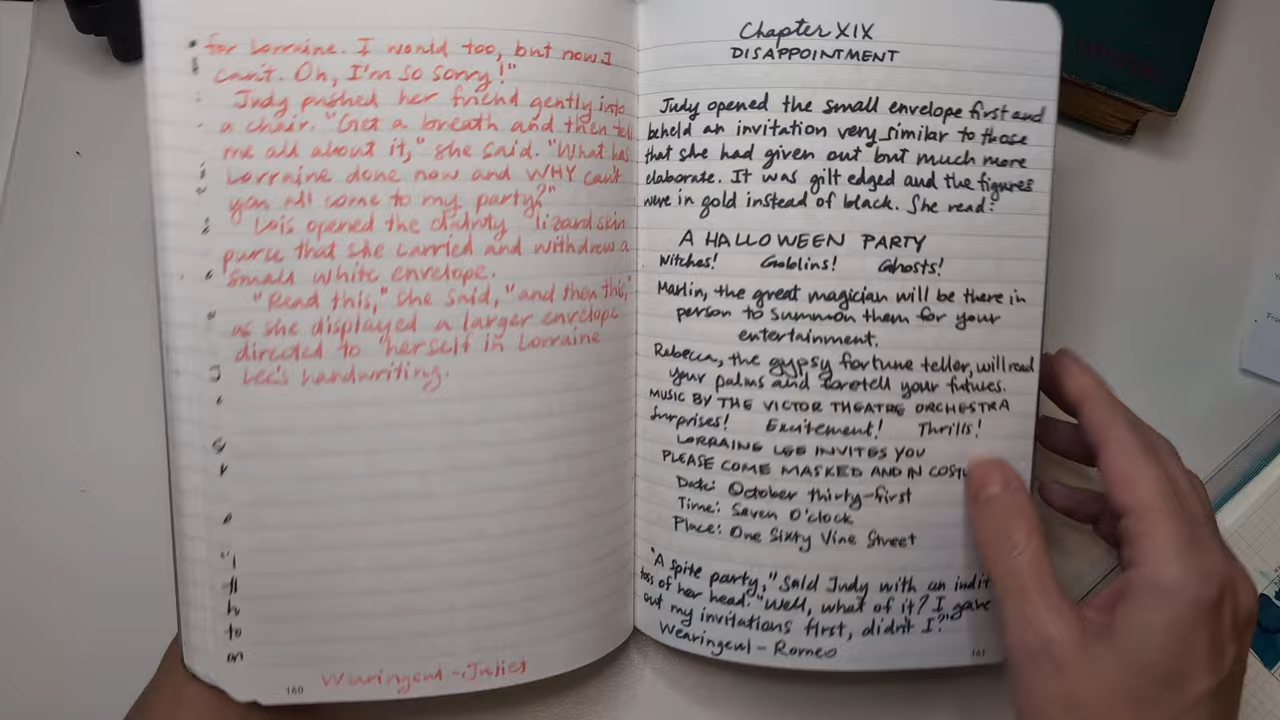 for Lorraine. I would too, but now I
can't. Oh, I'm so sorry!"
Judy pushed her friend gently into
a chair. "Get a breath and then tell
me all about it," she said. "What has
Lorraine done now and WHY can't
you all come to my party?"
Lois opened the dainty lizard skin
purse that she carried and withdrew a
small white envelope.
"Read this," she said, "and then this,"
as she displayed a larger envelope
directed to herself in Lorraine
Lee's handwriting.
Wearingeul - Juliet
160
Chapter XIX
DISAPPOINTMENT
Judy opened the small envelope first and
beheld an invitation very similar to those
that she had given out but much more
elaborate. It was gilt edged and the figures
were in gold instead of black. She read:
A HALLOWEEN PARTY
Witches! Goblins! Ghosts!
Marlin, the great magician will be there in
person to summon them for your
entertainment.
Rebecca, the gypsy fortune teller, will read
your palms and foretell your futures.
MUSIC BY THE VICTOR THEATRE ORCHESTRA
Surprises! Excitement! Thrills!
LORRAINE LEE INVITES YOU
PLEASE COME MASKED AND IN COSTU
Date: October thirty-first
Time: Seven O'clock
Place: One Sixty Vine Street
"A spite party," said Judy with an indi
toss of her head. "Well, what of it? I gave
out my invitations first, didn't I?"
Wearingeul - Romeo
161